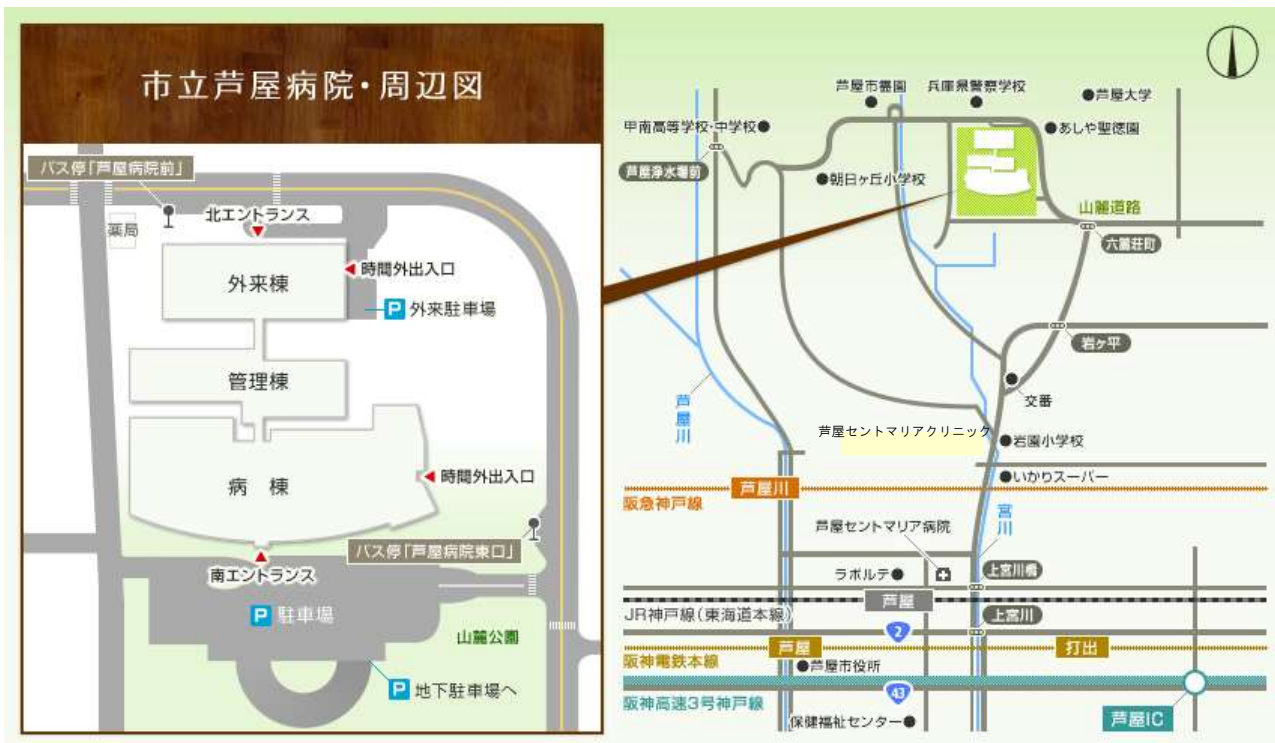 市立芦屋病院・周辺図
バス停「芦屋病院前」
薬局
北エントランス
時間外出入口
外来棟
P 外来駐車場
管理棟
病 棟
時間外出入口
バス停「芦屋病院東口」
南エントランス
P 駐車場
山麓公園
P 地下駐車場へ
芦屋市霊園
兵庫県警察学校
芦屋大学
甲南高等学校・中学校
あしや聖徳園
芦屋浄水場前
朝日ヶ丘小学校
山麓道路
六麓荘町
岩ヶ平
交番
芦屋川
芦屋セントマリアクリニック
岩園小学校
いかりスーパー
芦屋川
阪急神戸線
宮川
芦屋セントマリア病院
ラポルテ
上宮川橋
芦屋
JR神戸線(東海道本線)
上宮川
2
芦屋
打出
阪神電鉄本線
芦屋市役所
43
阪神高速3号神戸線
芦屋IC
保健福祉センター